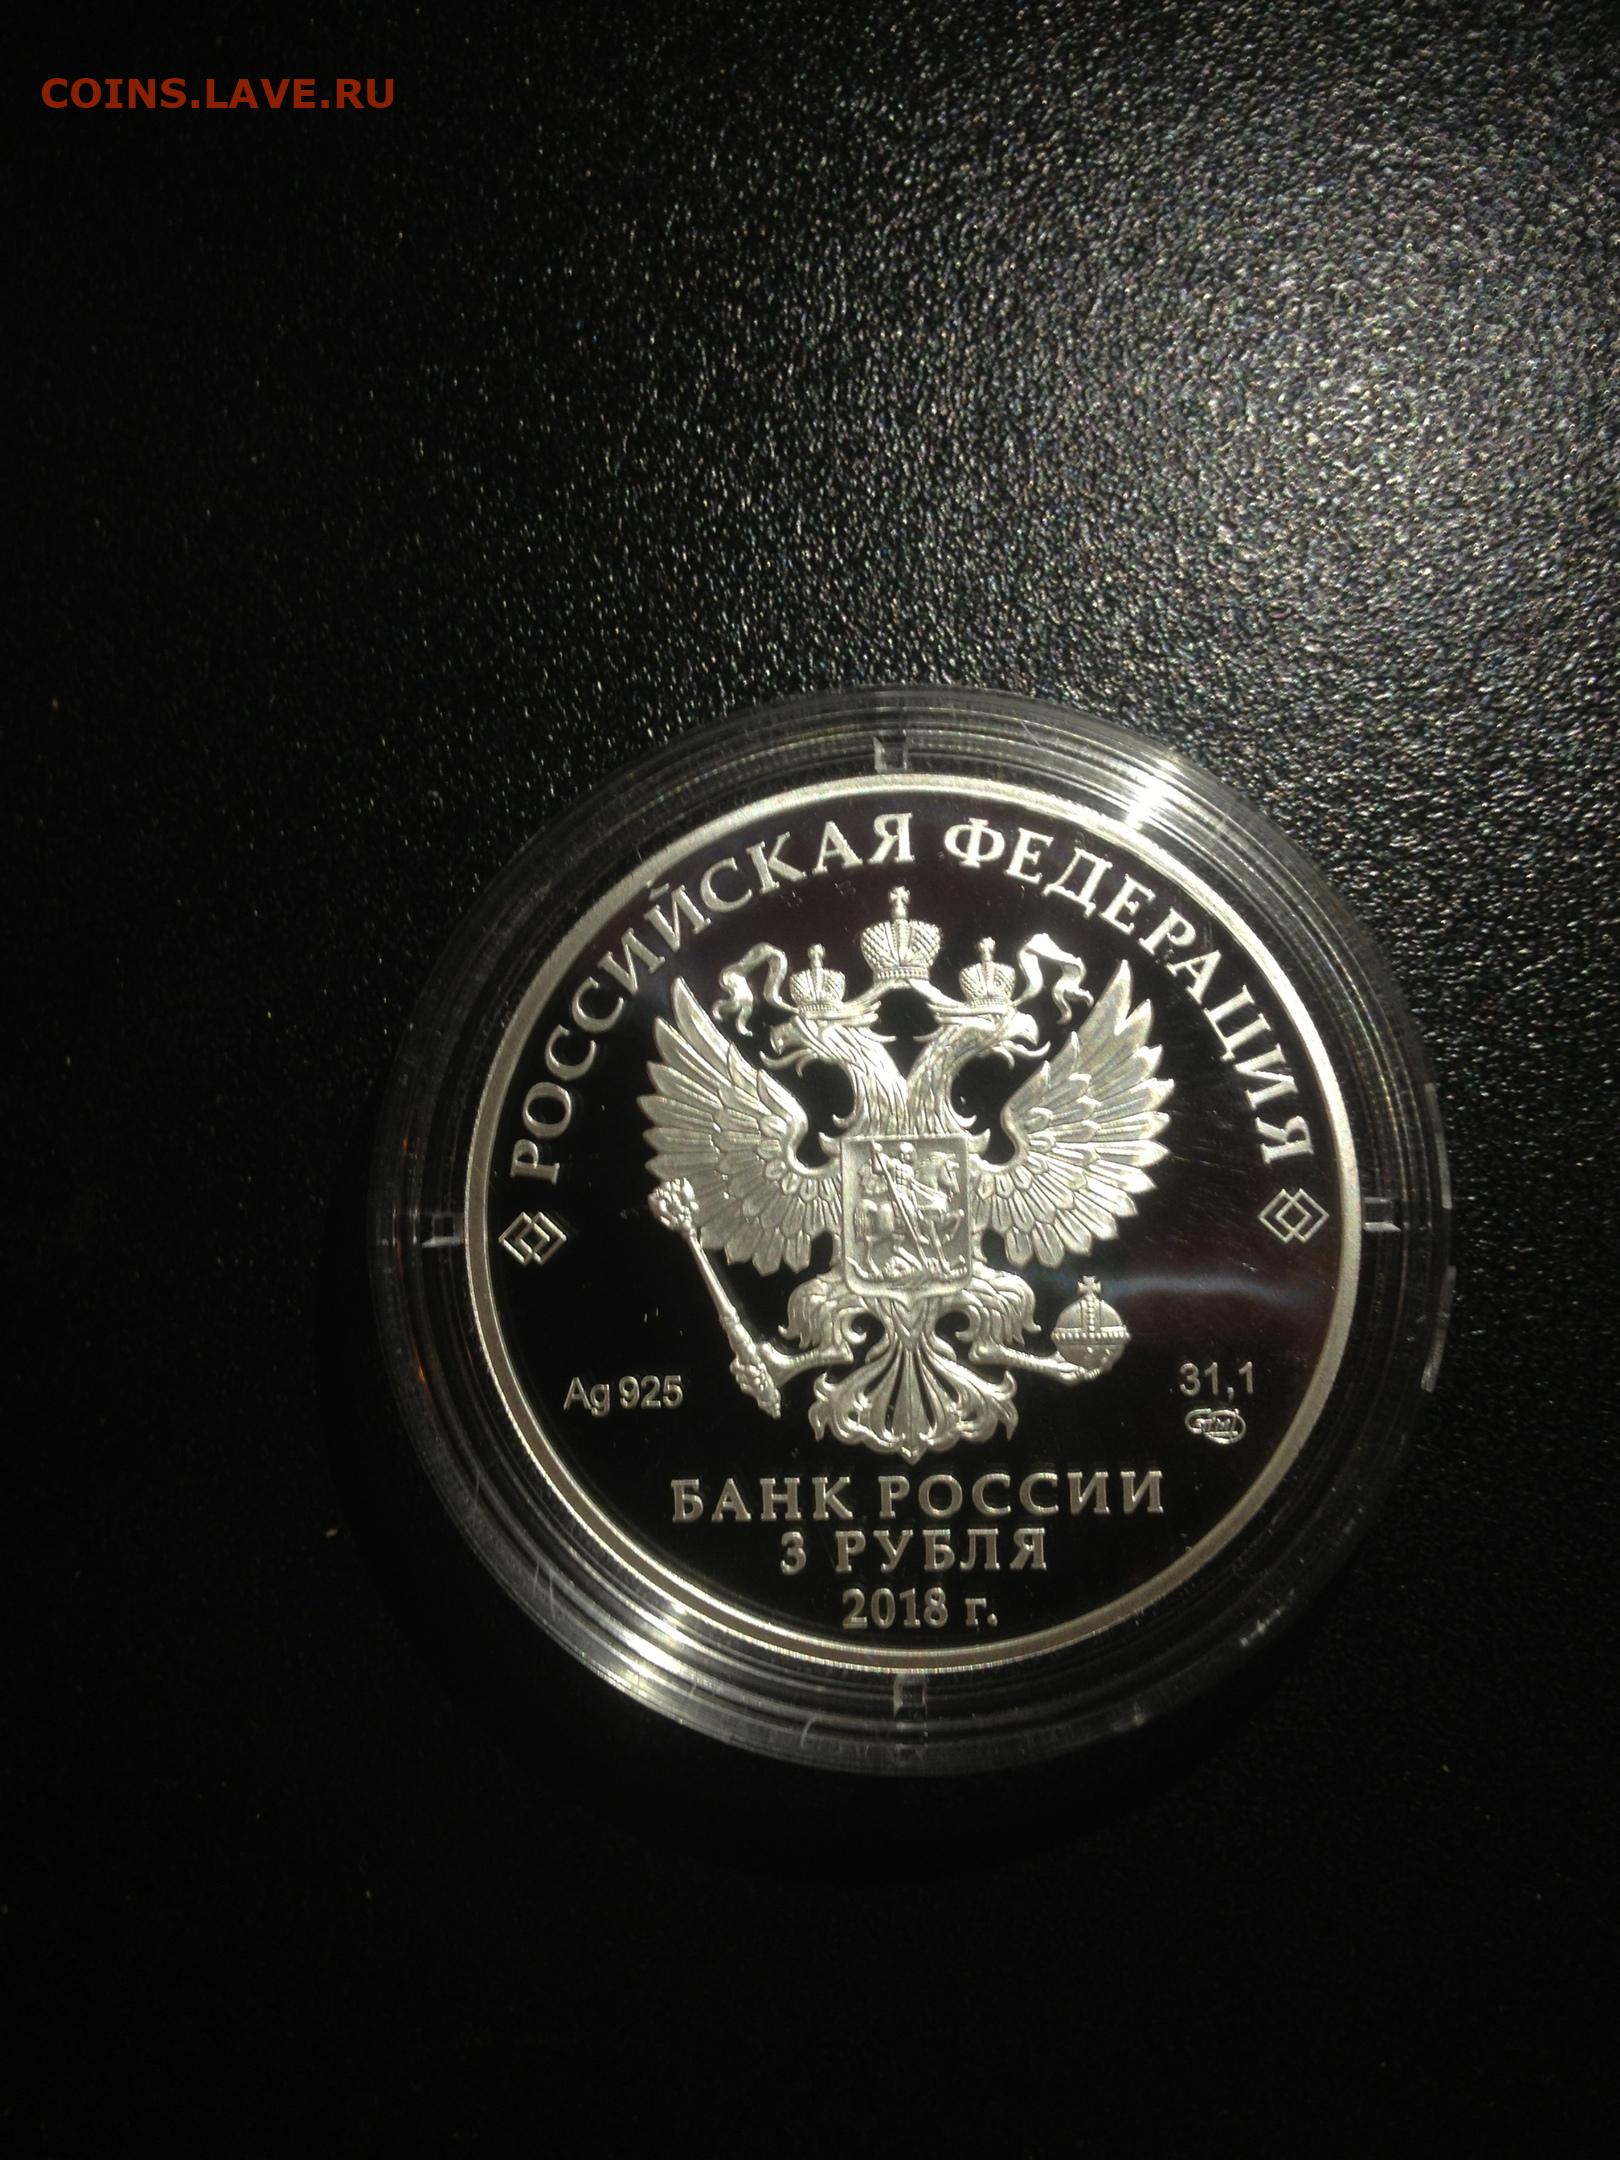 COINS.LAVE.RU
РОССИЙСКАЯ ФЕДЕРАЦИЯ
Ag 925
31,1
БАНК РОССИИ
3 РУБЛЯ
2018 г.